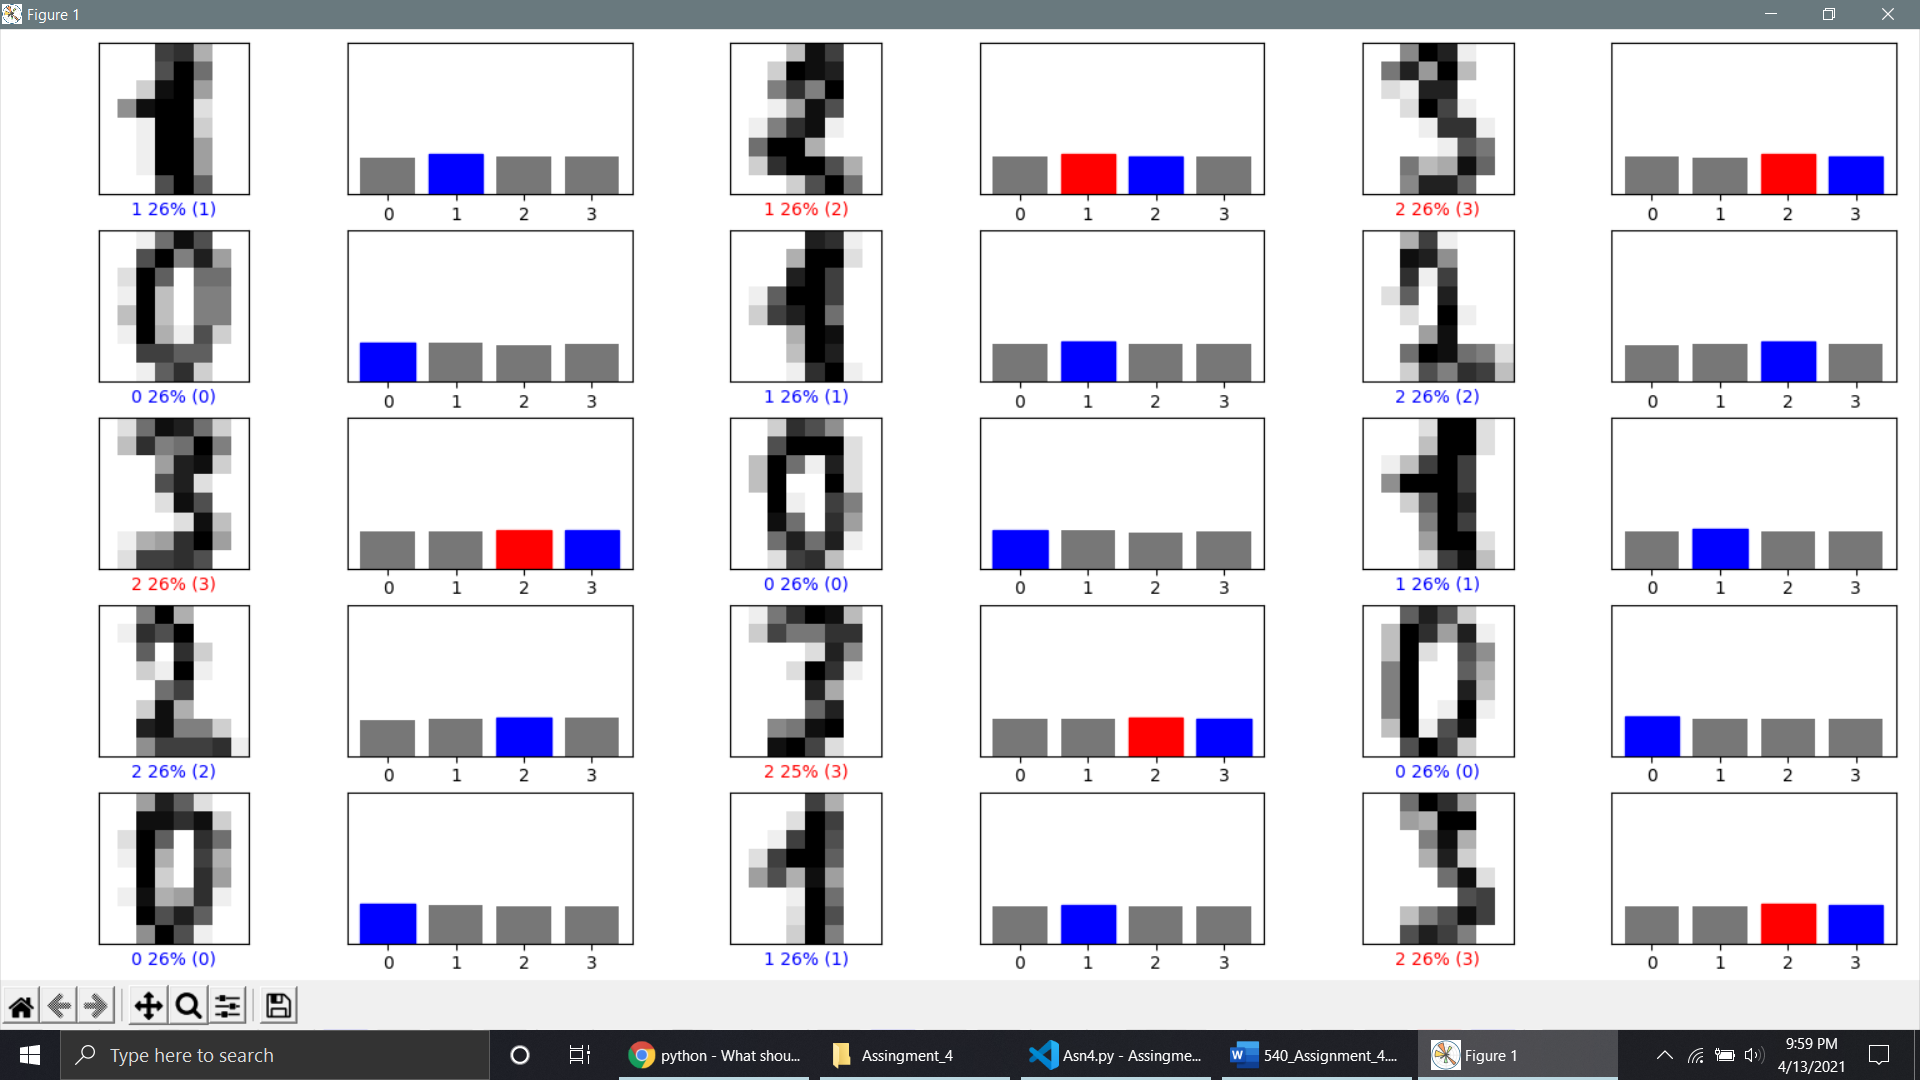 Figure 1
1 26% (1)
0 1 2 3
1 26% (2)
0 1 2 3
2 26% (3)
0 1 2 3
0 26% (0)
0 1 2 3
1 26% (1)
0 1 2 3
2 26% (2)
0 1 2 3
2 26% (3)
0 1 2 3
0 26% (0)
0 1 2 3
1 26% (1)
0 1 2 3
2 26% (2)
0 1 2 3
2 25% (3)
0 1 2 3
0 26% (0)
0 1 2 3
0 26% (0)
0 1 2 3
1 26% (1)
0 1 2 3
2 26% (3)
0 1 2 3
Type here to search
python - What shou...
Assingment_4
Asn4.py - Assingme...
540_Assignment_4....
Figure 1
9:59 PM
4/13/2021